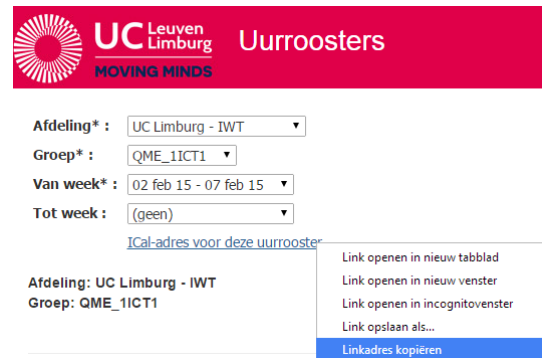 UC Leuven Limburg
MOVING MINDS
Uurroosters
Afdeling* : UC Limburg - IWT
Groep* : QME_1ICT1
Van week* : 02 feb 15 - 07 feb 15
Tot week : (geen)
ICal-adres voor deze uurrooster
Afdeling: UC Limburg - IWT
Groep: QME_1ICT1
Link openen in nieuw tabblad
Link openen in nieuw venster
Link openen in incognitovenster
Link opslaan als...
Linkadres kopiëren